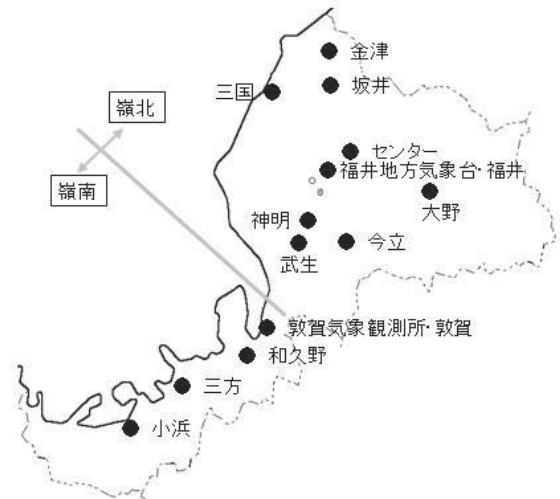 金津
三国
坂井
嶺北
嶺南
センター
福井地方気象台・福井
大野
神明
武生
今立
敦賀気象観測所・敦賀
和久野
三方
小浜